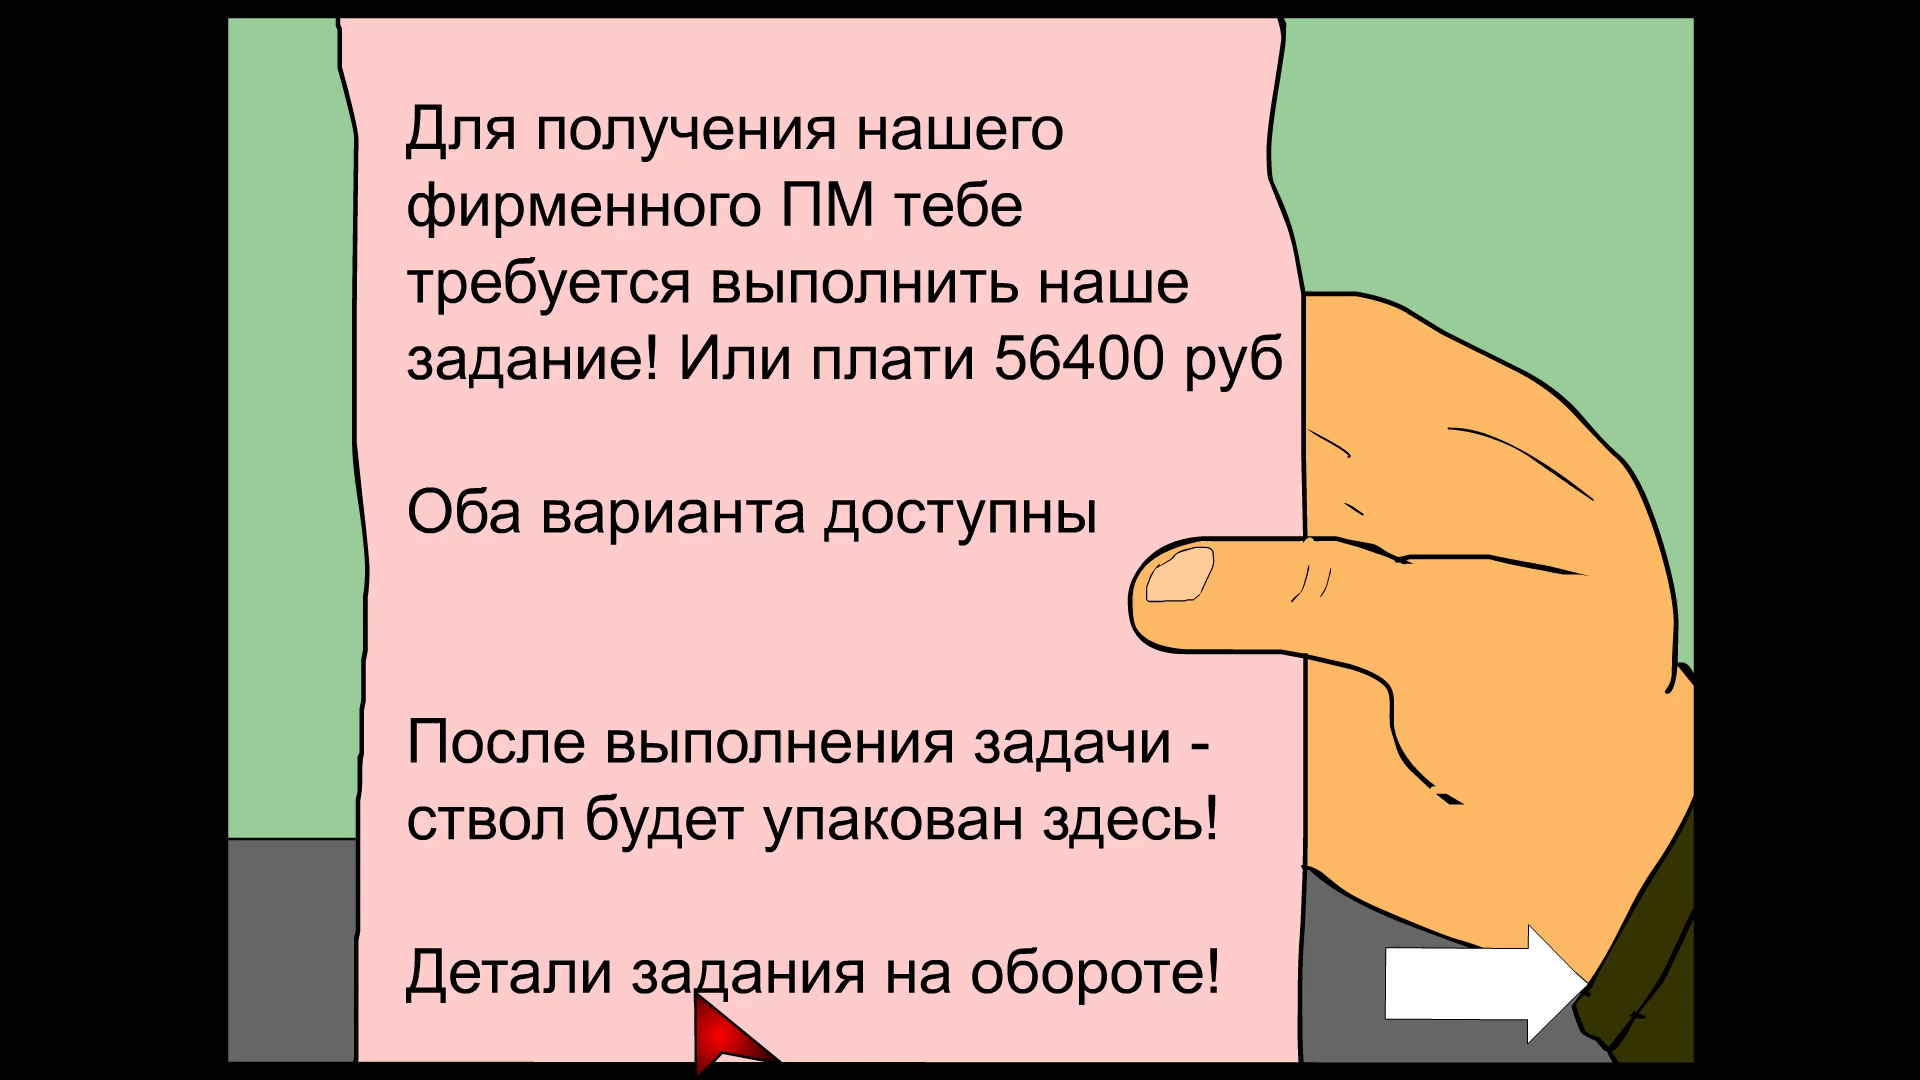 Для получения нашего
фирменного ПМ тебе
требуется выполнить наше
задание! Или плати 56400 руб
Оба варианта доступны
После выполнения задачи -
ствол будет упакован здесь!
Детали задания на обороте!